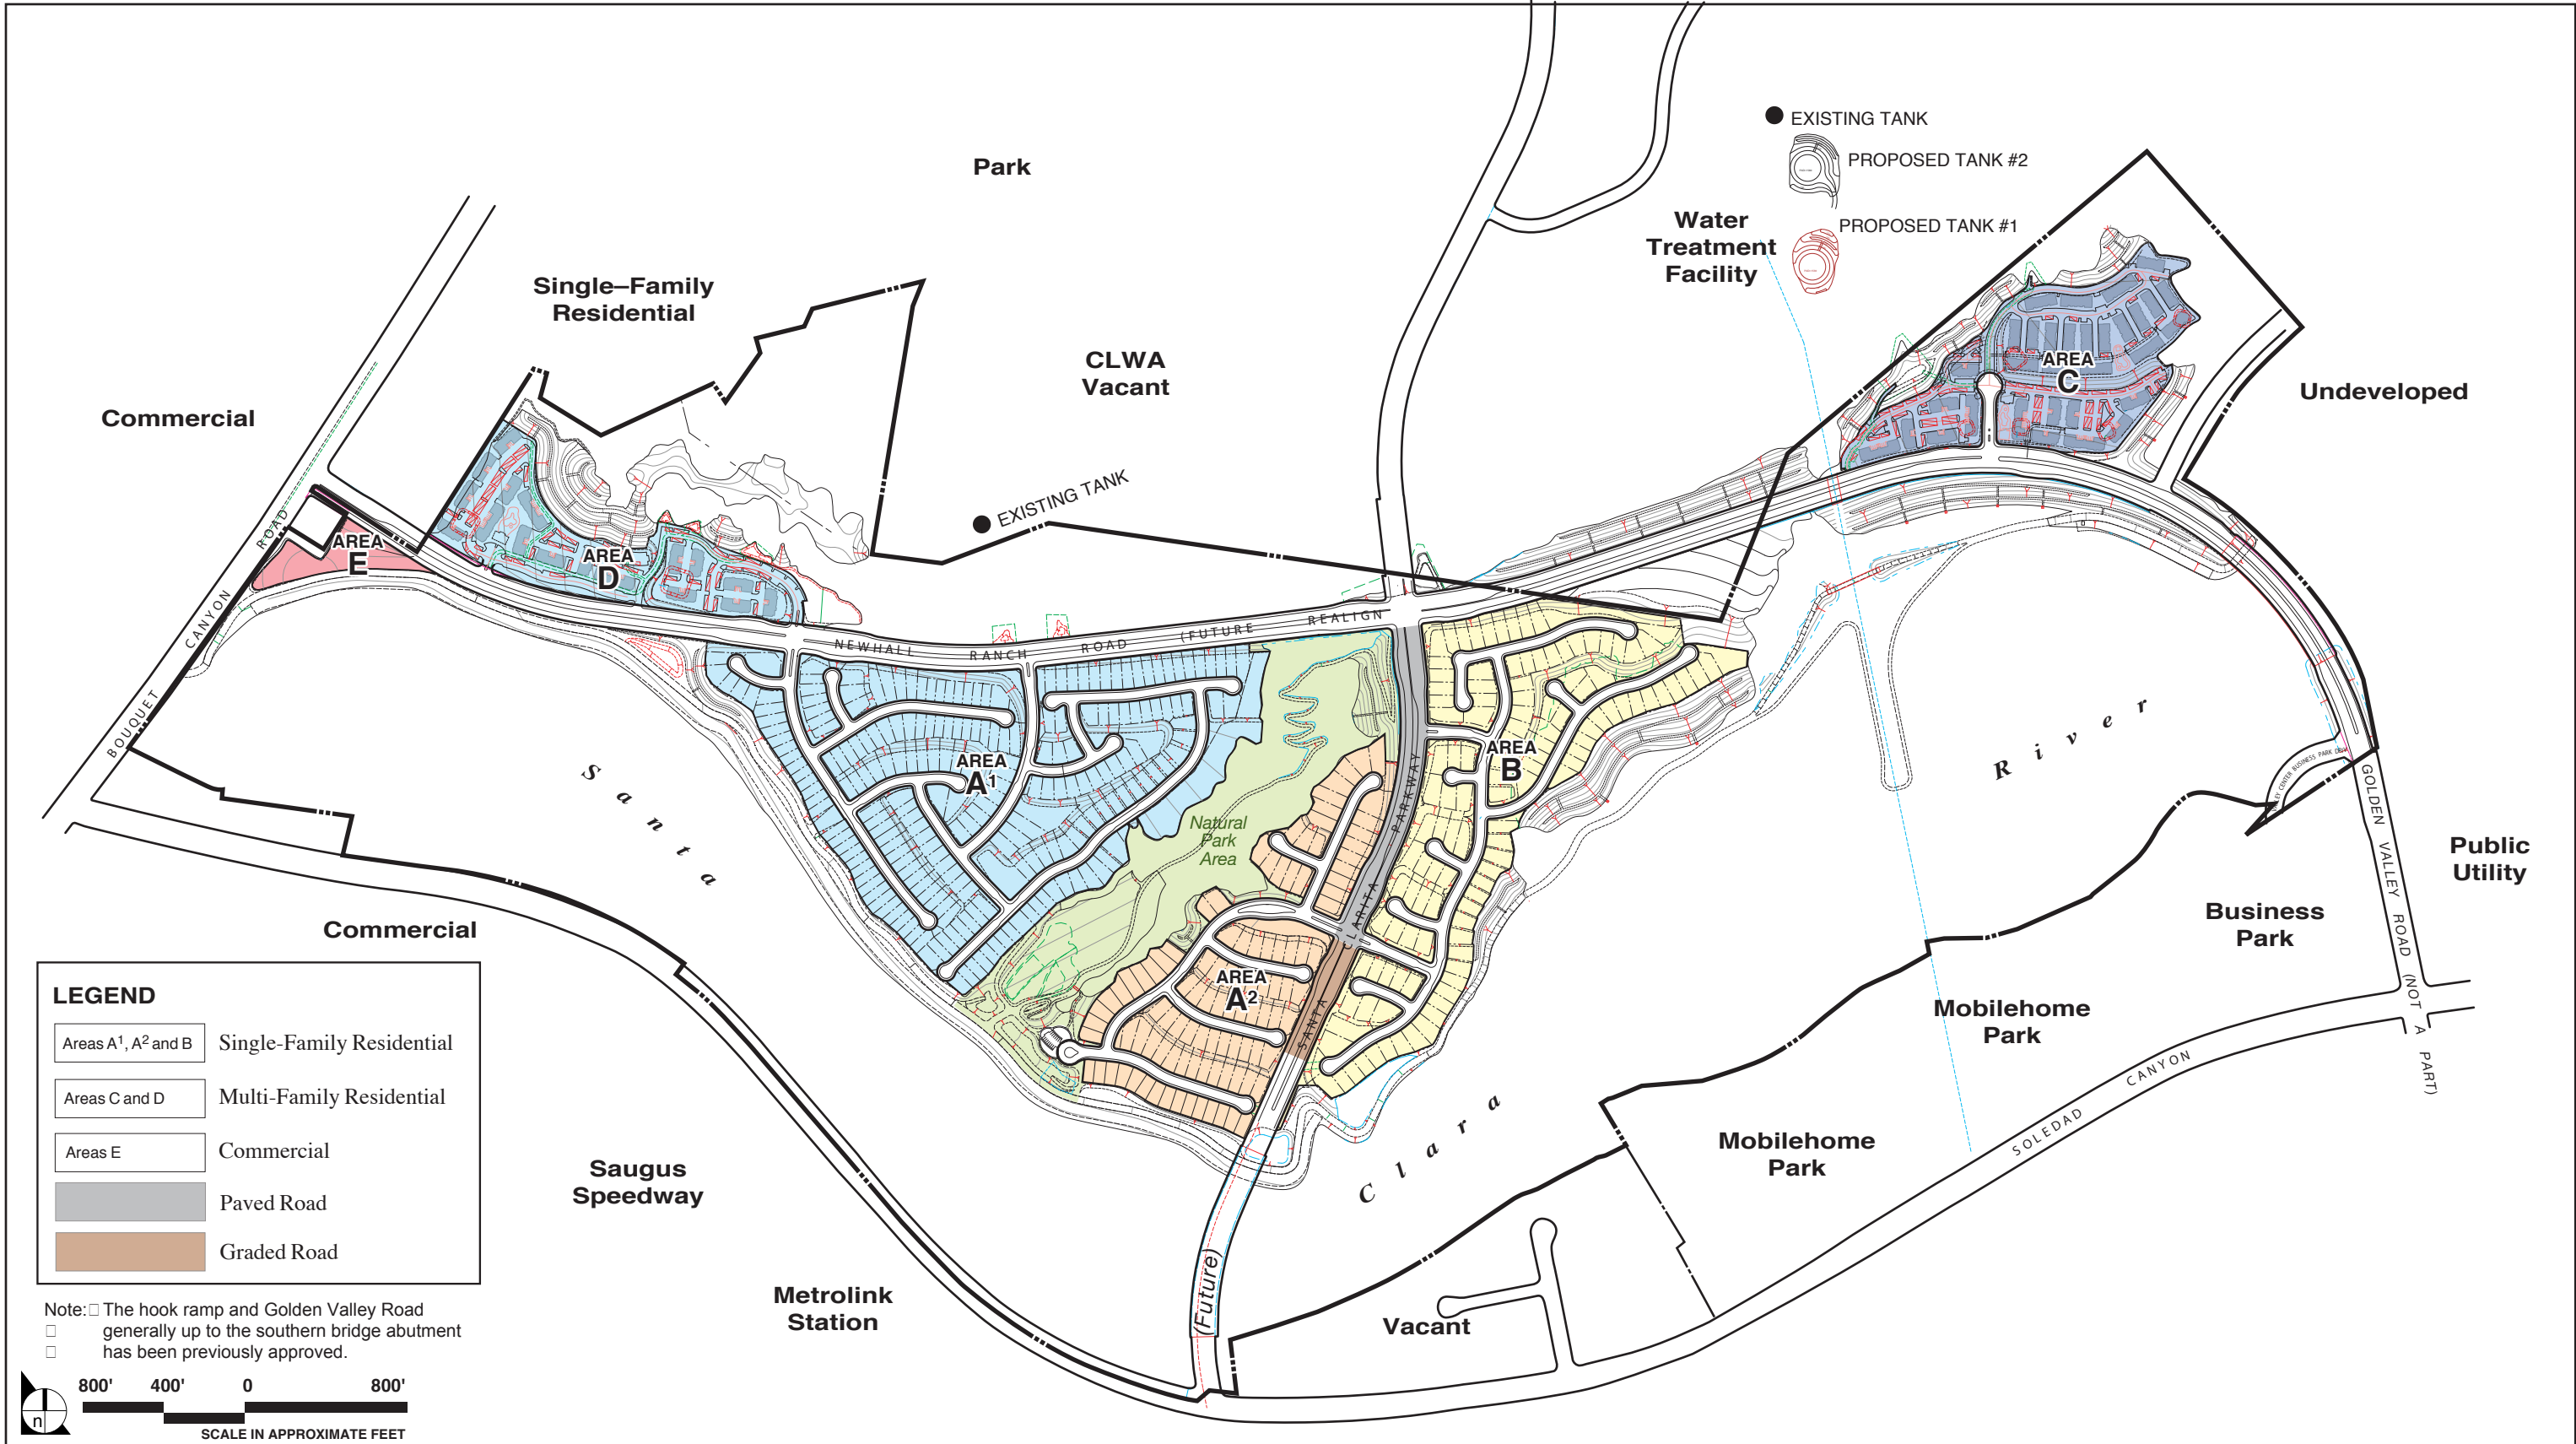 EXISTING TANK
PROPOSED TANK #2
PROPOSED TANK #1
Park
Water
Treatment
Facility
Single–Family
Residential
CLWA
Vacant
Commercial
AREA
C
Undeveloped
EXISTING TANK
AREA
E
AREA
D
BOUQUET CANYON ROAD
NEWHALL RANCH ROAD (FUTURE REALIGN
AREA
A1
AREA
B
Natural
Park
Area
AREA
A2
SANTA CLARITA PARKWAY
(Future)
Santa
Clara
River
GOLDEN VALLEY ROAD (NOT A PART)
Public
Utility
Business
Park
Mobilehome
Park
Mobilehome
Park
SOLEDAD CANYON
Commercial
Saugus
Speedway
Metrolink
Station
Vacant
LEGEND
Areas A1, A2 and B Single-Family Residential
Areas C and D Multi-Family Residential
Areas E Commercial
Paved Road
Graded Road
Note: The hook ramp and Golden Valley Road
generally up to the southern bridge abutment
has been previously approved.
800' 400' 0 800'
n
SCALE IN APPROXIMATE FEET